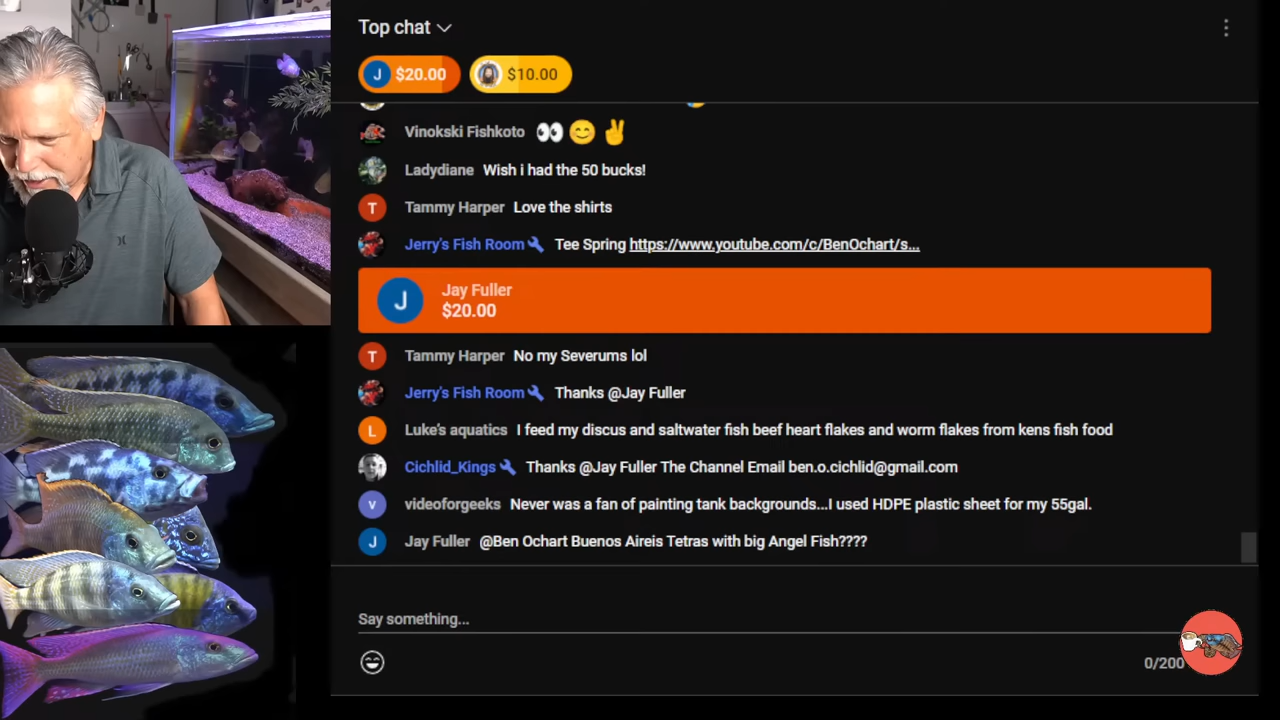 Top chat
J $20.00 $10.00
Vinokski Fishkoto 👀 😊 ✌
Ladydiane Wish i had the 50 bucks!
T Tammy Harper Love the shirts
Jerry's Fish Room Tee Spring https://www.youtube.com/c/BenOchart/s...
J Jay Fuller
$20.00
T Tammy Harper No my Severums lol
Jerry's Fish Room Thanks @Jay Fuller
L Luke's aquatics I feed my discus and saltwater fish beef heart flakes and worm flakes from kens fish food
Cichlid_Kings Thanks @Jay Fuller The Channel Email ben.o.cichlid@gmail.com
v videoforgeeks Never was a fan of painting tank backgrounds...I used HDPE plastic sheet for my 55gal.
J Jay Fuller @Ben Ochart Buenos Aireis Tetras with big Angel Fish????
Say something...
0/200